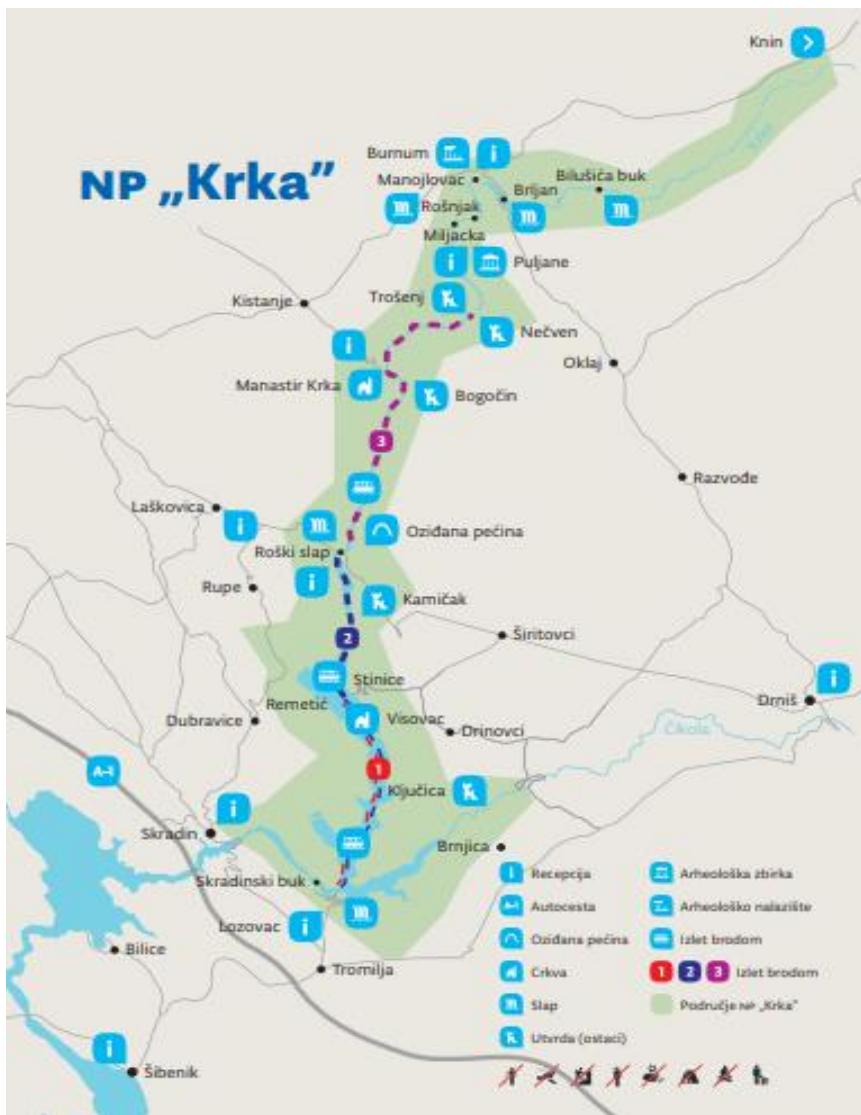 Knin
NP „Krka”
Burnum
Manojlovac
Brljan
Bilušića buk
Krka
Rošnjak
Miljacka
Puljane
Trošenj
Kistanje
Nečven
Oklaj
Manastir Krka
Bogočin
3
Razvođe
Laškovica
Oziđana pećina
Roški slap
Rupe
Kamičak
2
Širitovci
Stinice
Remetić
Drniš
Dubravice
Visovac
Drinovci
Čikola
A-1
1
Ključica
Skradin
Brnjica
Skradinski buk
Lozovac
Bilice
Tromilja
Šibenik
Recepcija
Autocesta
Oziđana pećina
Crkva
Slap
Utvrda (ostaci)
Arheološka zbirka
Arheološko nalazište
Izlet brodom
1 2 3 Izlet brodom
Područje NP „Krka”